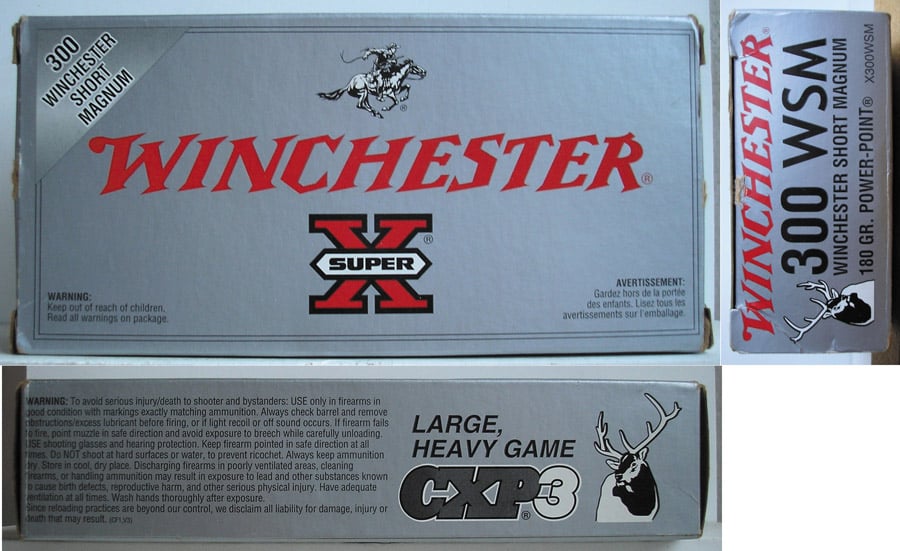 300
WINCHESTER
SHORT
MAGNUM
®
WINCHESTER®
X®
SUPER
WARNING:
Keep out of reach of children.
Read all warnings on package.
AVERTISSEMENT:
Gardez hors de la portée
des enfants. Lisez tous les
avertissements sur l'emballage.
WINCHESTER®
300 WSM
WINCHESTER SHORT MAGNUM
180 GR. POWER-POINT® X300WSM
WARNING: To avoid serious injury/death to shooter and bystanders: USE only in firearms in
good condition with markings exactly matching ammunition. Always check barrel and remove
obstructions/excess lubricant before firing, or if light recoil or off sound occurs. If firearm fails
to fire, point muzzle in safe direction and avoid exposure to breech while carefully unloading.
USE shooting glasses and hearing protection. Keep firearm pointed in safe direction at all
times. Do NOT shoot at hard surfaces or water, to prevent ricochet. Always keep ammunition
dry. Store in cool, dry place. Discharging firearms in poorly ventilated areas, cleaning
firearms, or handling ammunition may result in exposure to lead and other substances known
to cause birth defects, reproductive harm, and other serious physical injury. Have adequate
ventilation at all times. Wash hands thoroughly after exposure.
Since reloading practices are beyond our control, we disclaim all liability for damage, injury or
death that may result. (CF1,V3)
LARGE,
HEAVY GAME
CXP®3